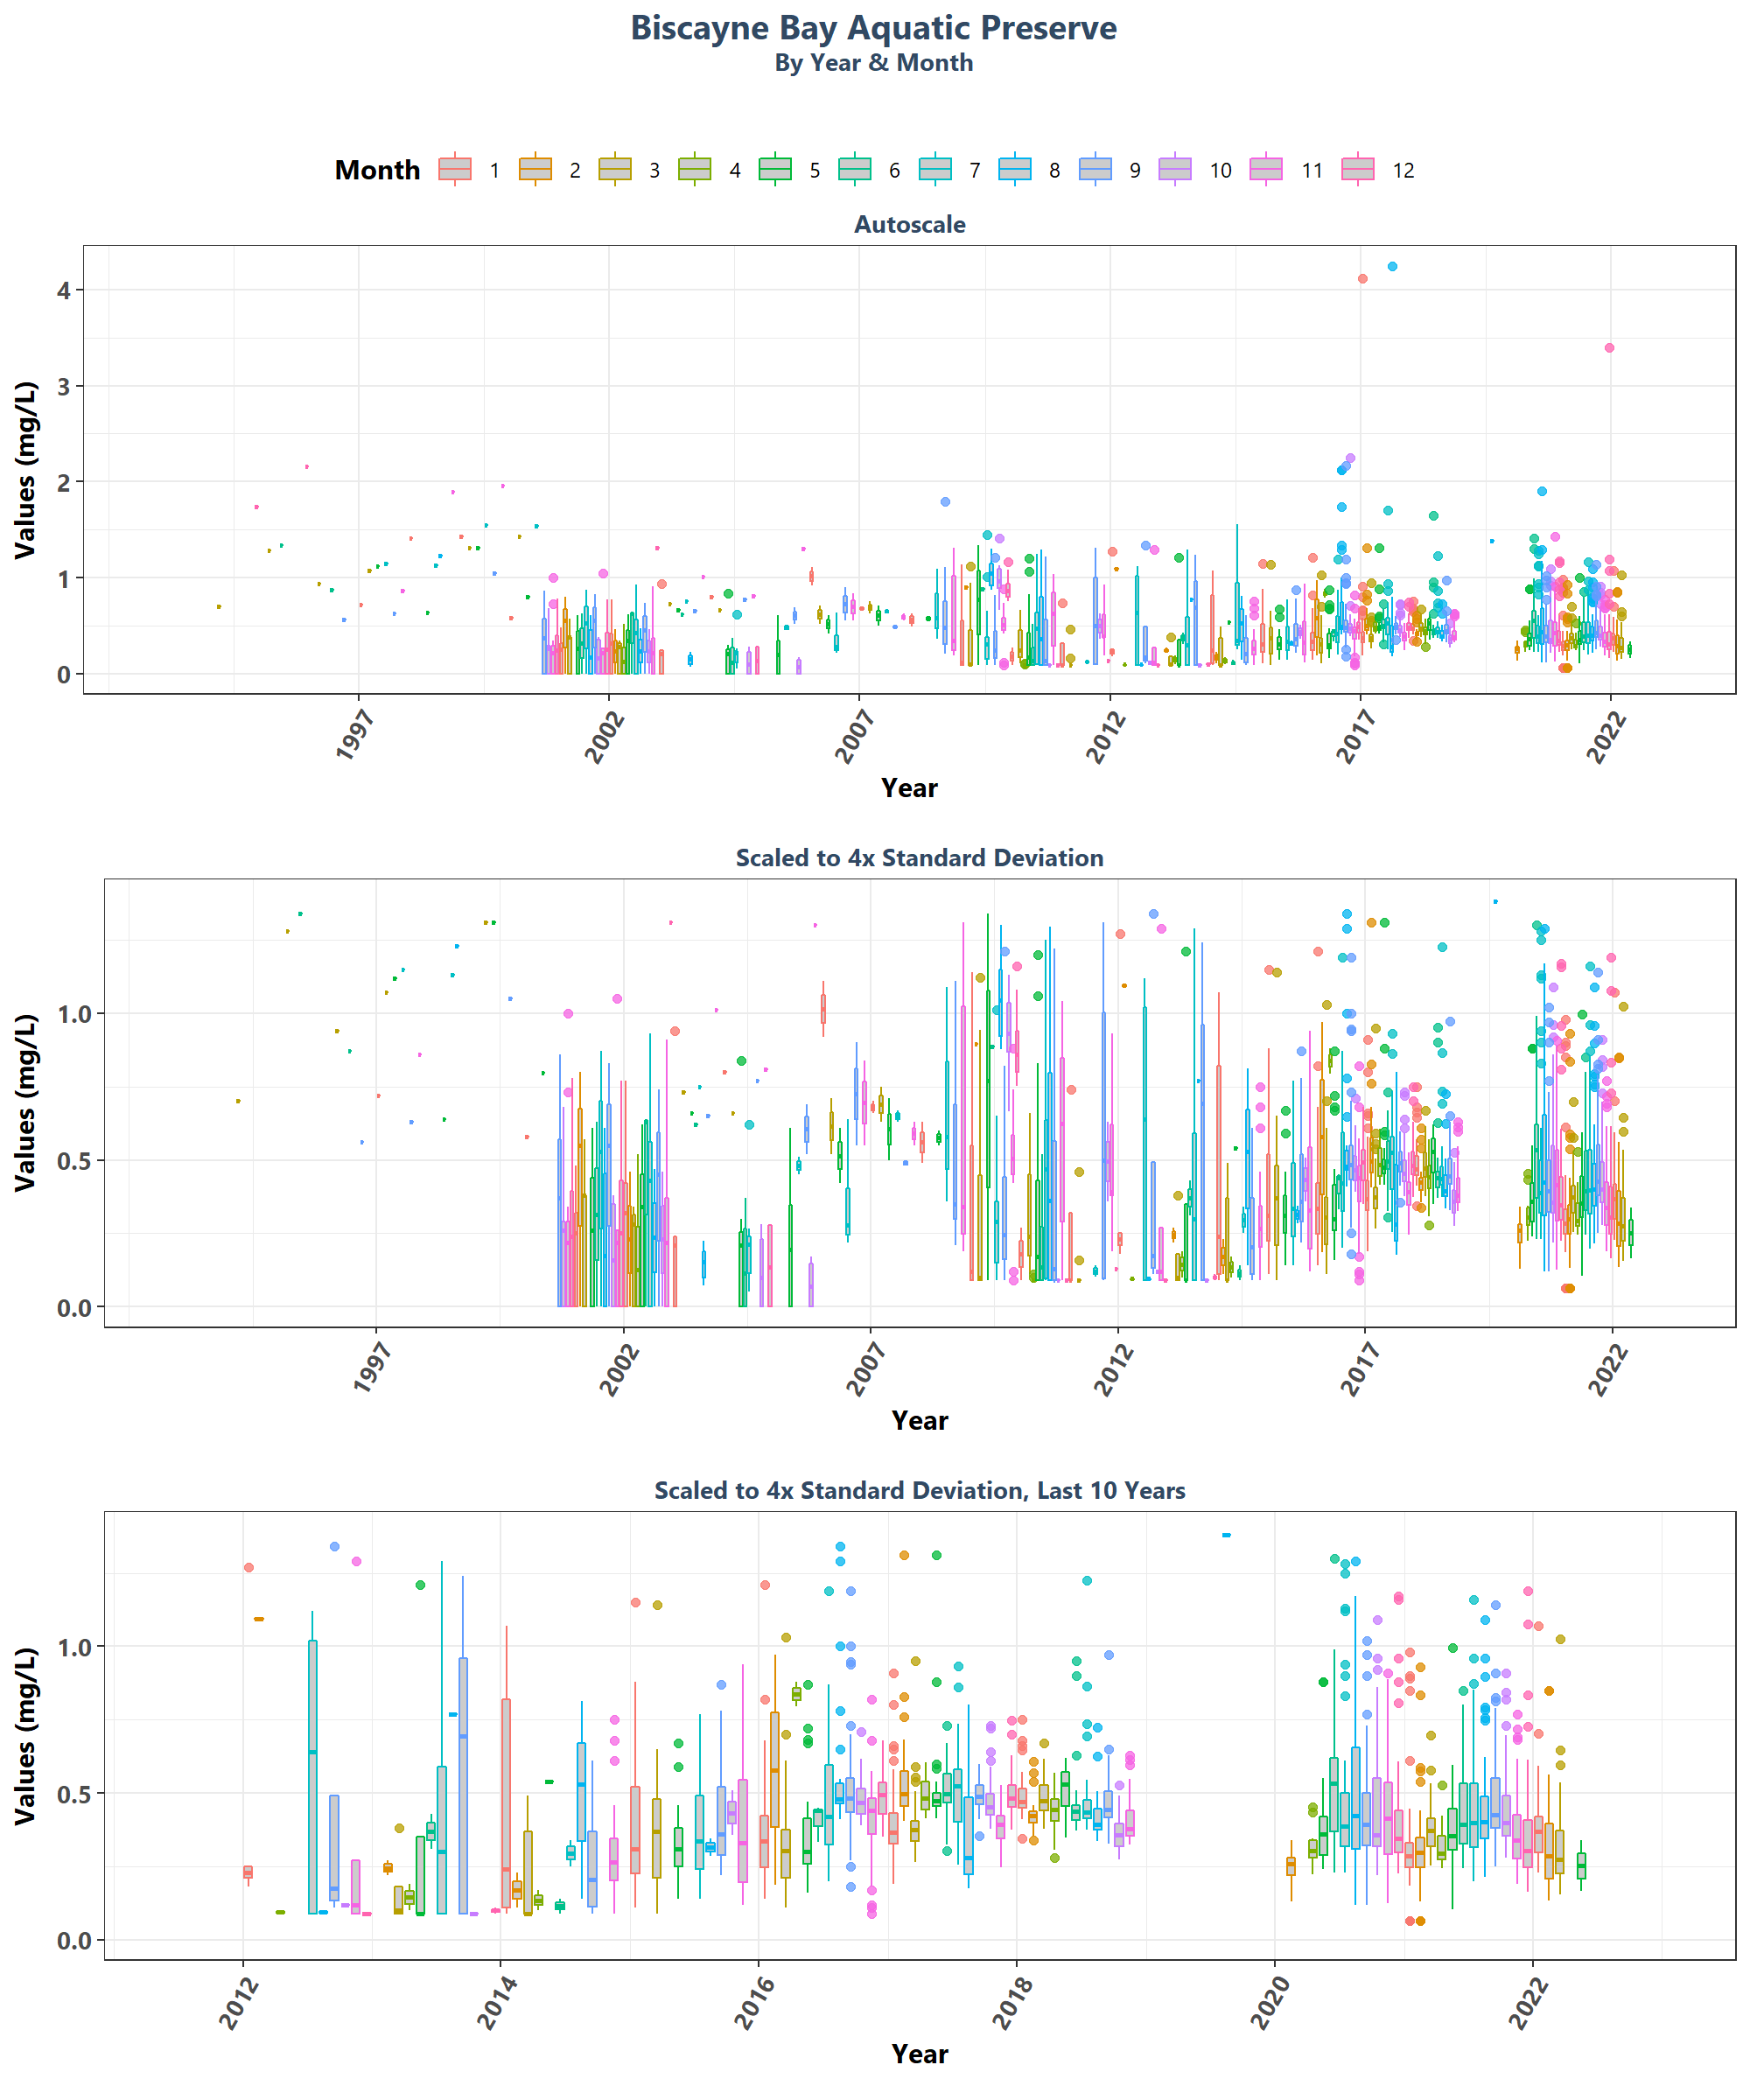 Biscayne Bay Aquatic Preserve
By Year & Month
Month 1 2 3 4 5 6 7 8 9 10 11 12
Autoscale
Values (mg/L)
4
3
2
1
0
1997 2002 2007 2012 2017 2022
Year
Scaled to 4x Standard Deviation
Values (mg/L)
1.0
0.5
0.0
1997 2002 2007 2012 2017 2022
Year
Scaled to 4x Standard Deviation, Last 10 Years
Values (mg/L)
1.0
0.5
0.0
2012 2014 2016 2018 2020 2022
Year